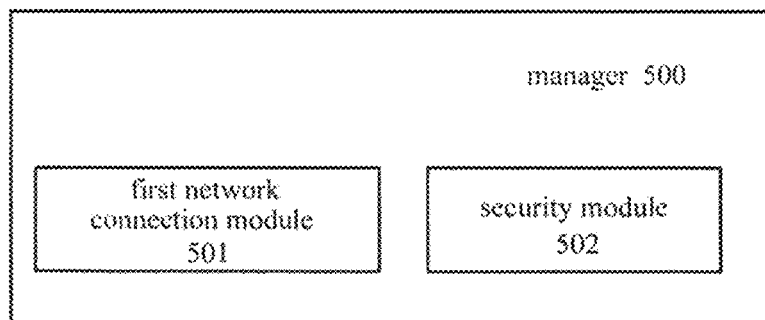 manager 500
first network
connection module
501
security module
502